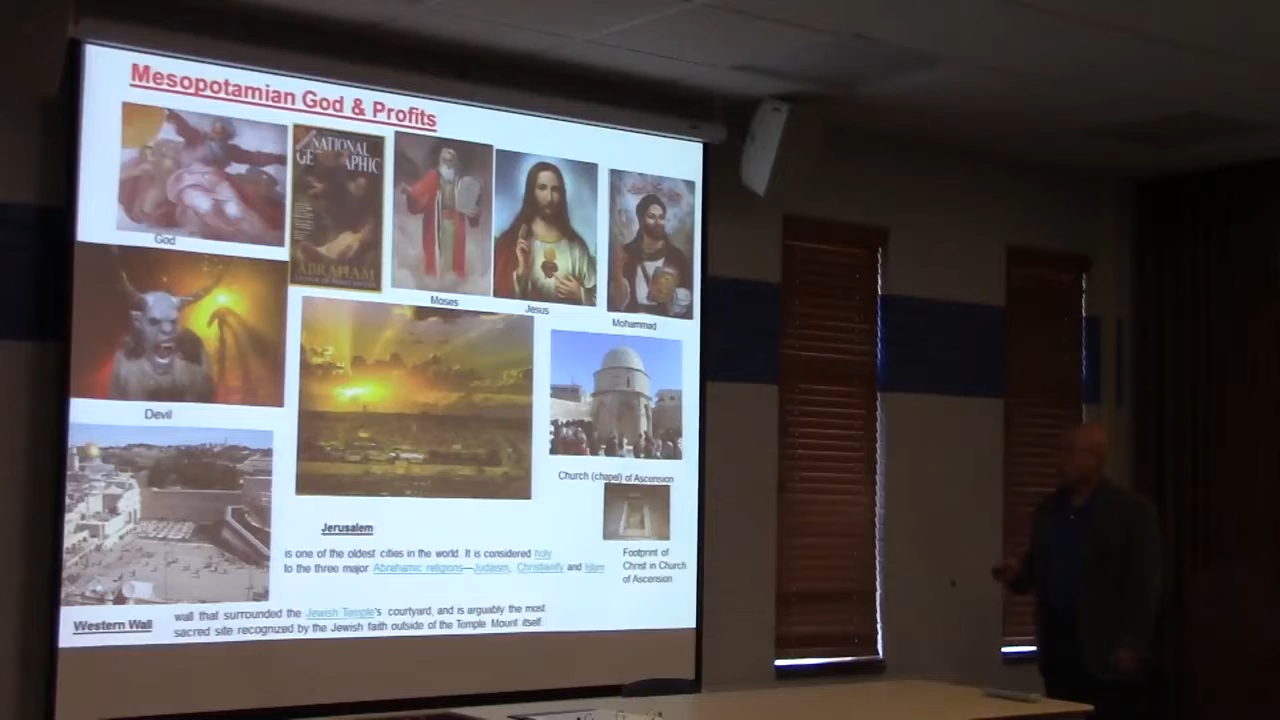 Mesopotamian God & Profits
NATIONAL
GE APHIC
ABRAHAM
God
Moses
Jesus
Mohammad
Devil
Church (chapel) of Ascension
Jerusalem
is one of the oldest cities in the world. It is considered holy
to the three major Abrahamic religions—Judaism, Christianity and Islam
Footprint of
Christ in Church
of Ascension
Western Wall
wall that surrounded the Jewish Temple's courtyard, and is arguably the most
sacred site recognized by the Jewish faith outside of the Temple Mount itself.